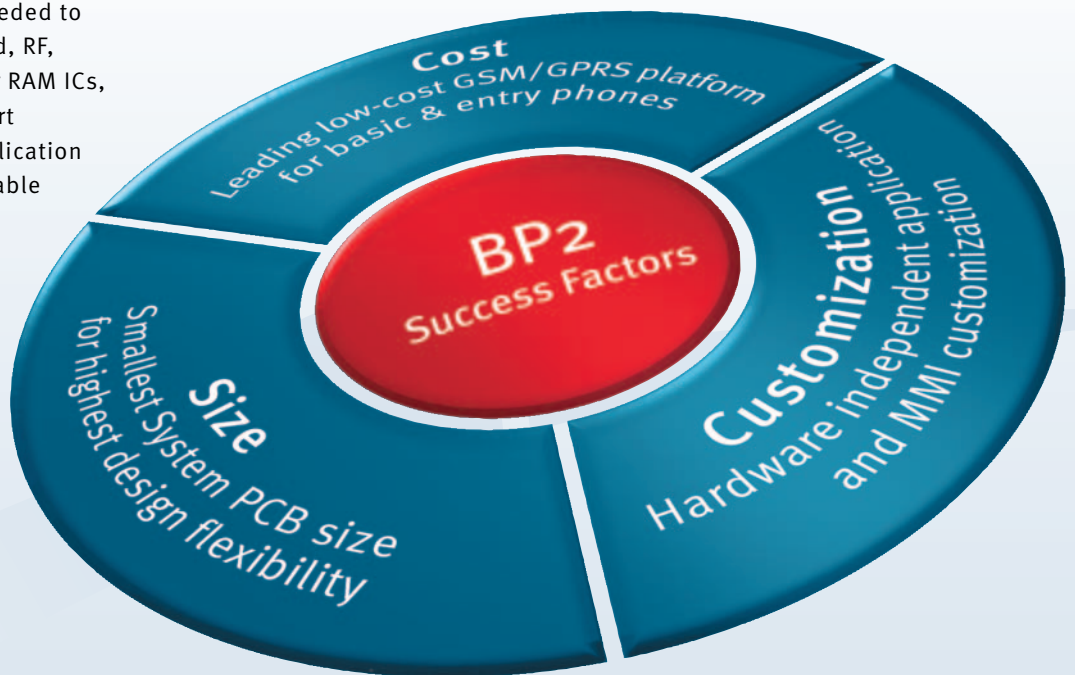 eded to
d, RF,
RAM ICs,
rt
lication
able
Cost
Leading low-cost GSM/GPRS platform
for basic & entry phones
BP2
Success Factors
Customization
Hardware independent application
and MMI customization
Size
Smallest System PCB size
for highest design flexibility